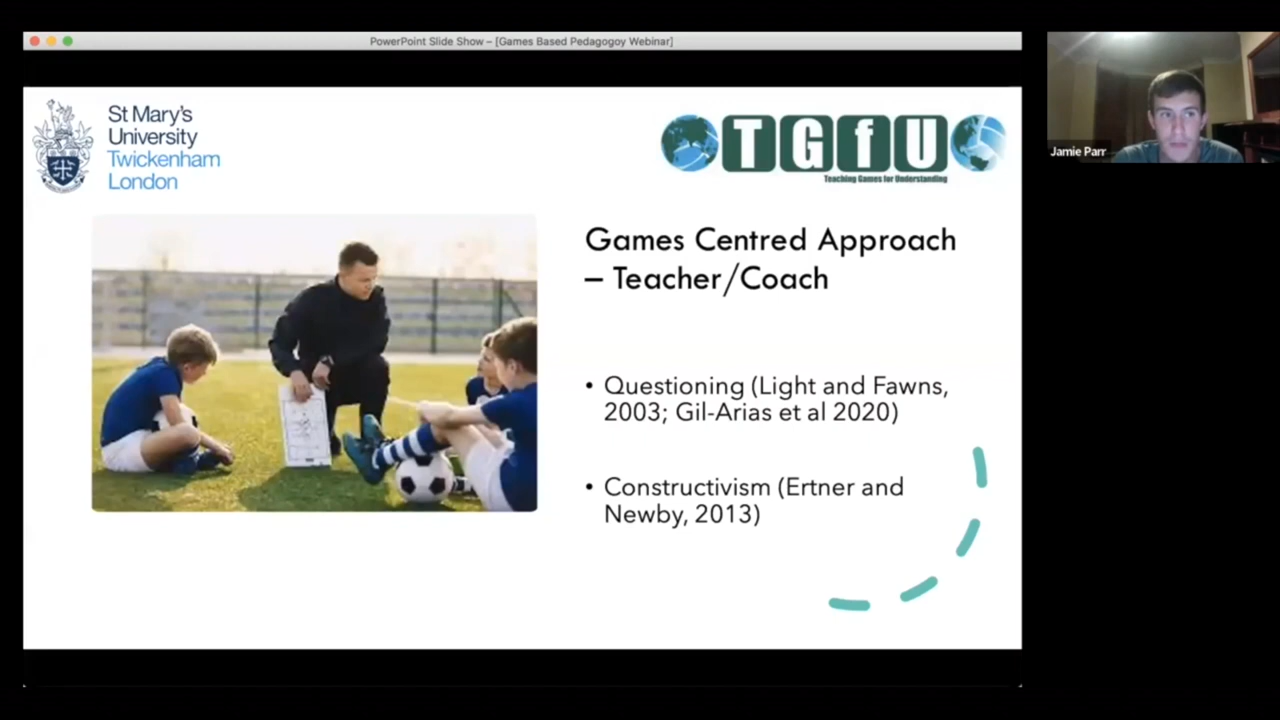 PowerPoint Slide Show – [Games Based Pedagogoy Webinar]
St Mary's
University
Twickenham
London
TGfU
Teaching Games for Understanding
Jamie Parr
Games Centred Approach
– Teacher/Coach
• Questioning (Light and Fawns,
2003; Gil-Arias et al 2020)
• Constructivism (Ertner and
Newby, 2013)